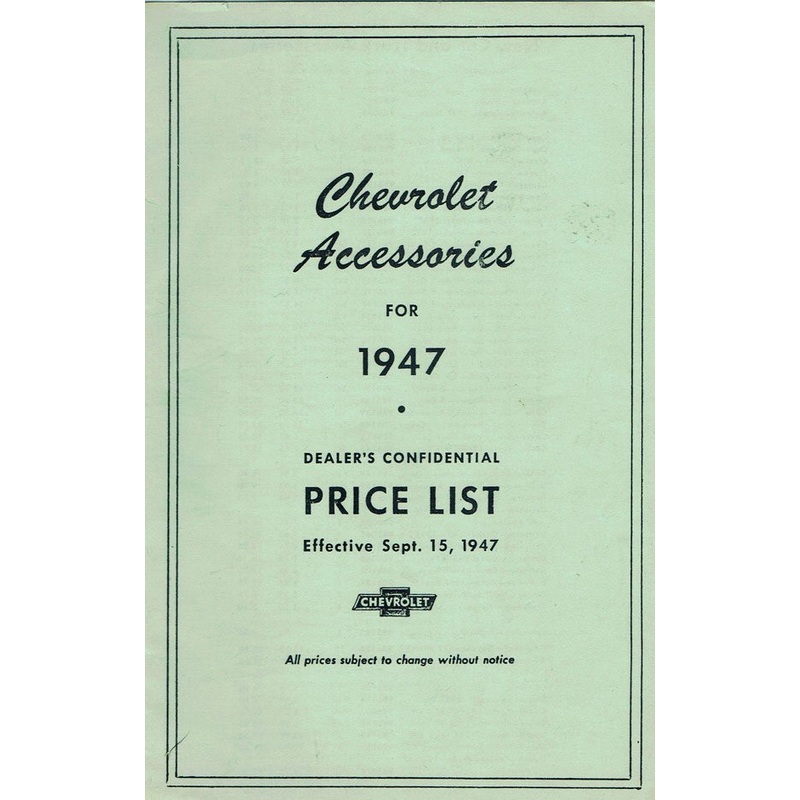 Chevrolet
Accessories
FOR
1947
•
DEALER'S CONFIDENTIAL
PRICE LIST
Effective Sept. 15, 1947
CHEVROLET
All prices subject to change without notice